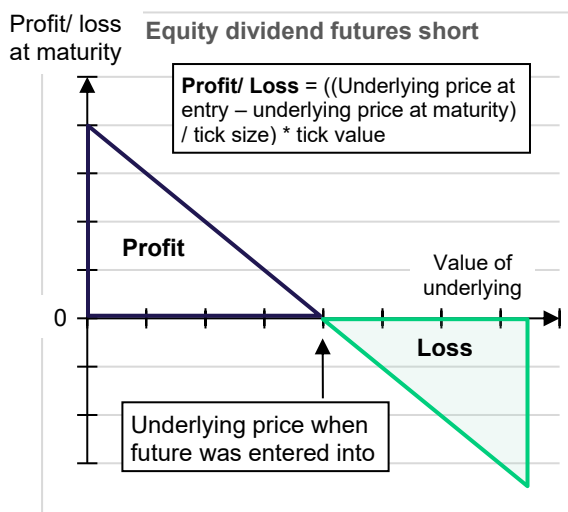 Profit/ loss
at maturity
Equity dividend futures short
Profit/ Loss = ((Underlying price at
entry – underlying price at maturity)
/ tick size) * tick value
Profit
Value of
underlying
0
Loss
Underlying price when
future was entered into